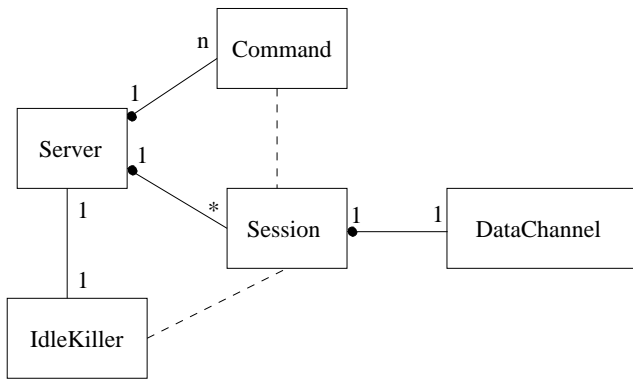 n
Command
1
Server
1
*
Session
1
1
DataChannel
1
1
IdleKiller